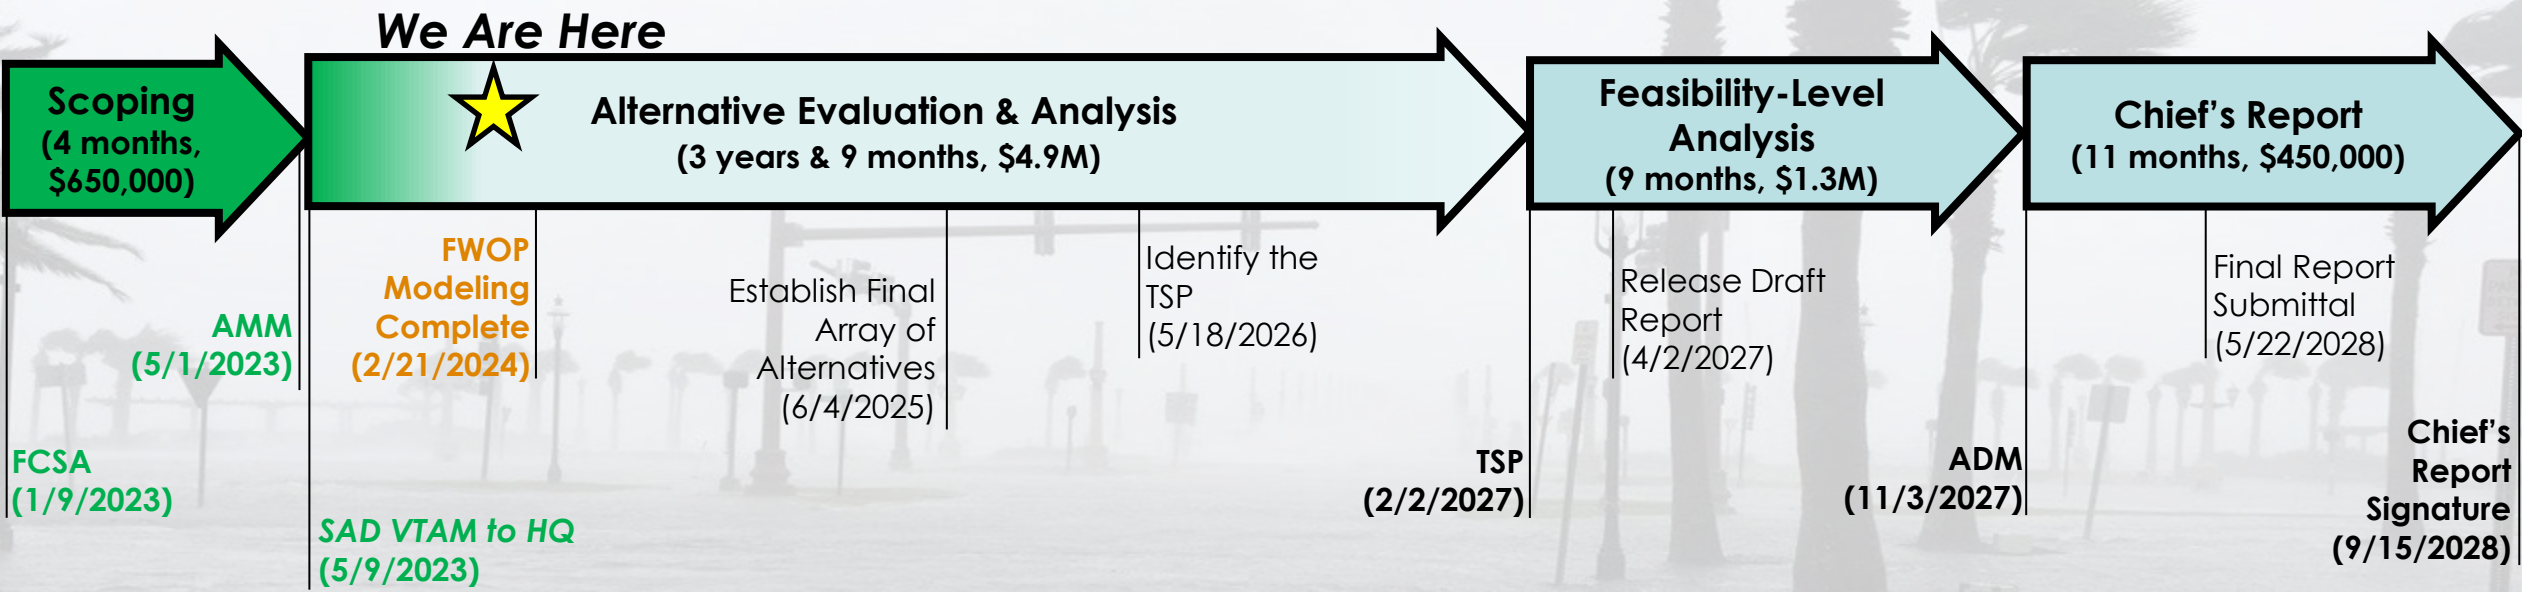 We Are Here
Scoping
(4 months,
$650,000)
Alternative Evaluation & Analysis
(3 years & 9 months, $4.9M)
Feasibility-Level
Analysis
(9 months, $1.3M)
Chief’s Report
(11 months, $450,000)
FCSA
(1/9/2023)
AMM
(5/1/2023)
SAD VTAM to HQ
(5/9/2023)
FWOP
Modeling
Complete
(2/21/2024)
Establish Final
Array of
Alternatives
(6/4/2025)
Identify the
TSP
(5/18/2026)
TSP
(2/2/2027)
Release Draft
Report
(4/2/2027)
ADM
(11/3/2027)
Final Report
Submittal
(5/22/2028)
Chief’s
Report
Signature
(9/15/2028)